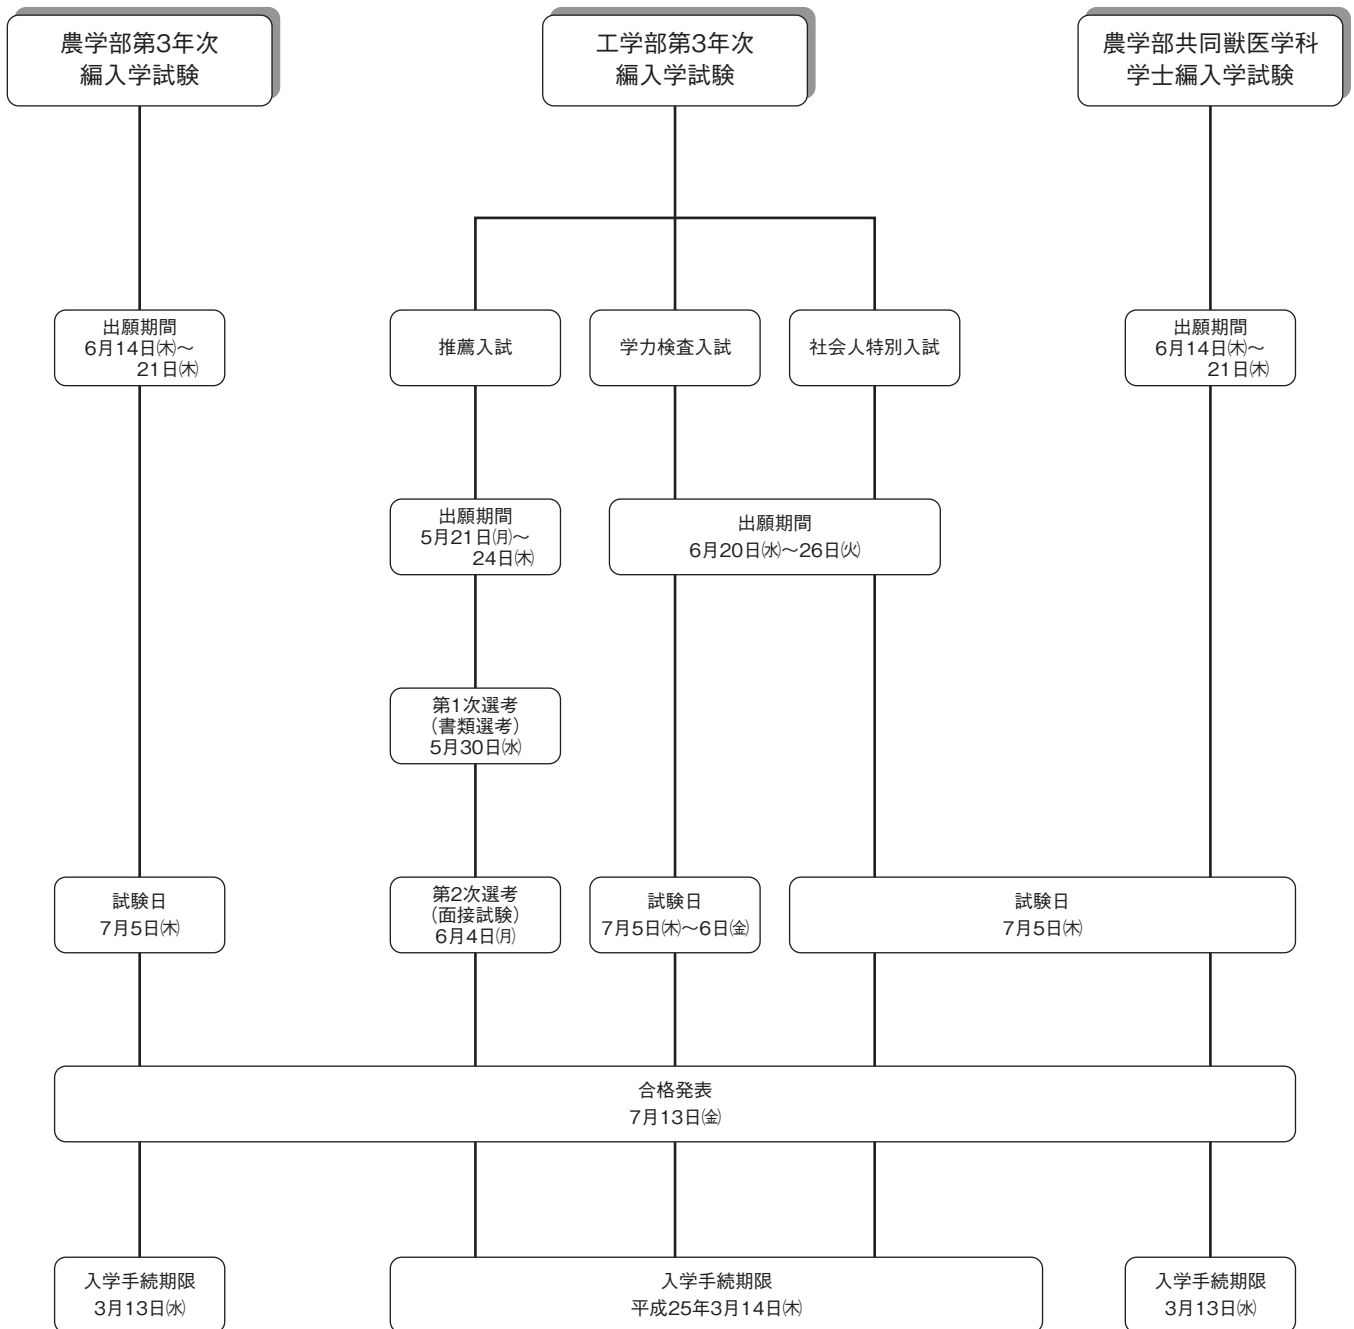 農学部第3年次
編入学試験
工学部第3年次
編入学試験
農学部共同獣医学科
学士編入学試験
出願期間
6月14日㈭～
21日㈭
推薦入試
学力検査入試
社会人特別入試
出願期間
6月14日㈭～
21日㈭
出願期間
5月21日㈪～
24日㈭
出願期間
6月20日㈬～26日㈫
第1次選考
（書類選考）
5月30日㈬
試験日
7月5日㈭
第2次選考
（面接試験）
6月4日㈪
試験日
7月5日㈭～6日㈮
試験日
7月5日㈭
合格発表
7月13日㈮
入学手続期限
3月13日㈬
入学手続期限
平成25年3月14日㈭
入学手続期限
3月13日㈬